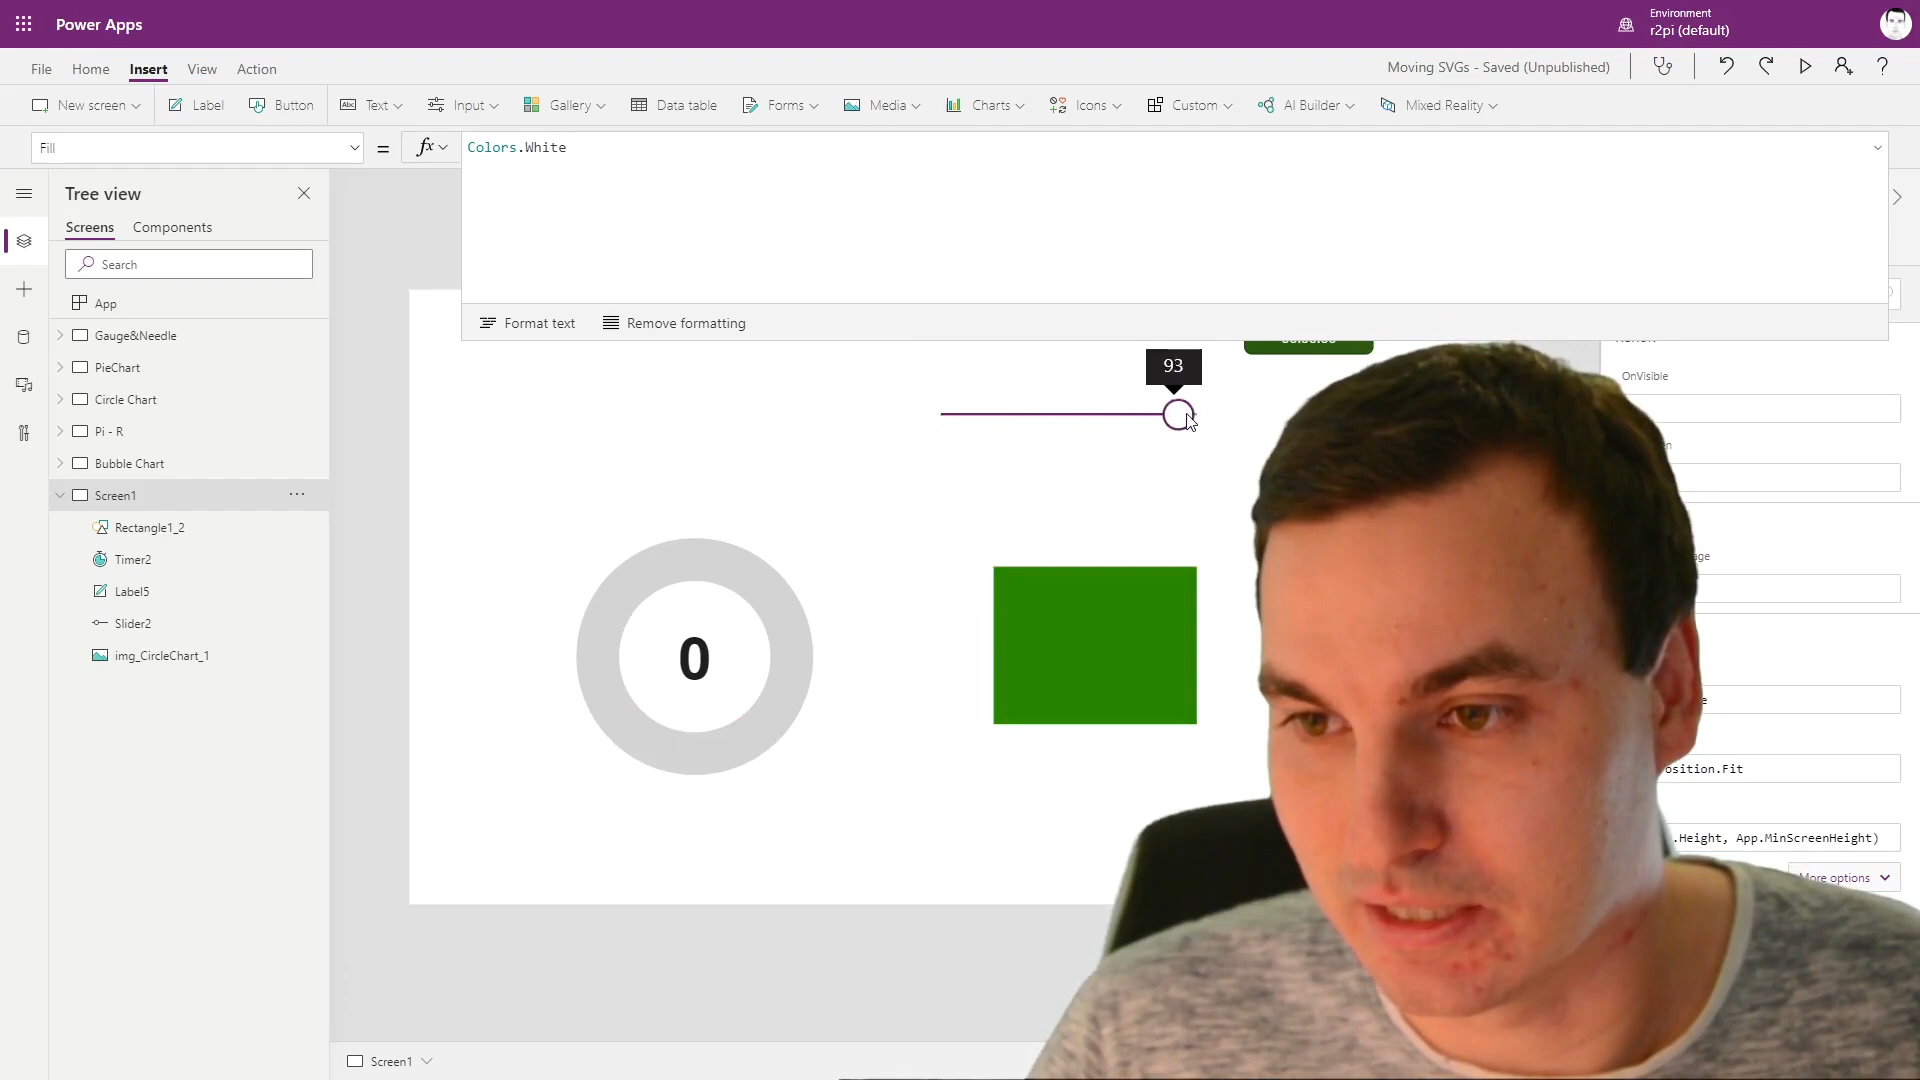 Power Apps
Environment
r2pi (default)
File Home Insert View Action
Moving SVGs - Saved (Unpublished)
New screen Label Button Text Input Gallery Data table Forms Media Charts Icons Custom AI Builder Mixed Reality
Fill = fx Colors.White
Tree view
Screens Components
Search
App
Format text Remove formatting
Gauge&Needle
PieChart
Circle Chart
Pi - R
Bubble Chart
Screen1
Rectangle1_2
Timer2
Label5
Slider2
img_CircleChart_1
93
0
OnVisible
osition.Fit
.Height, App.MinScreenHeight)
More options
Screen1